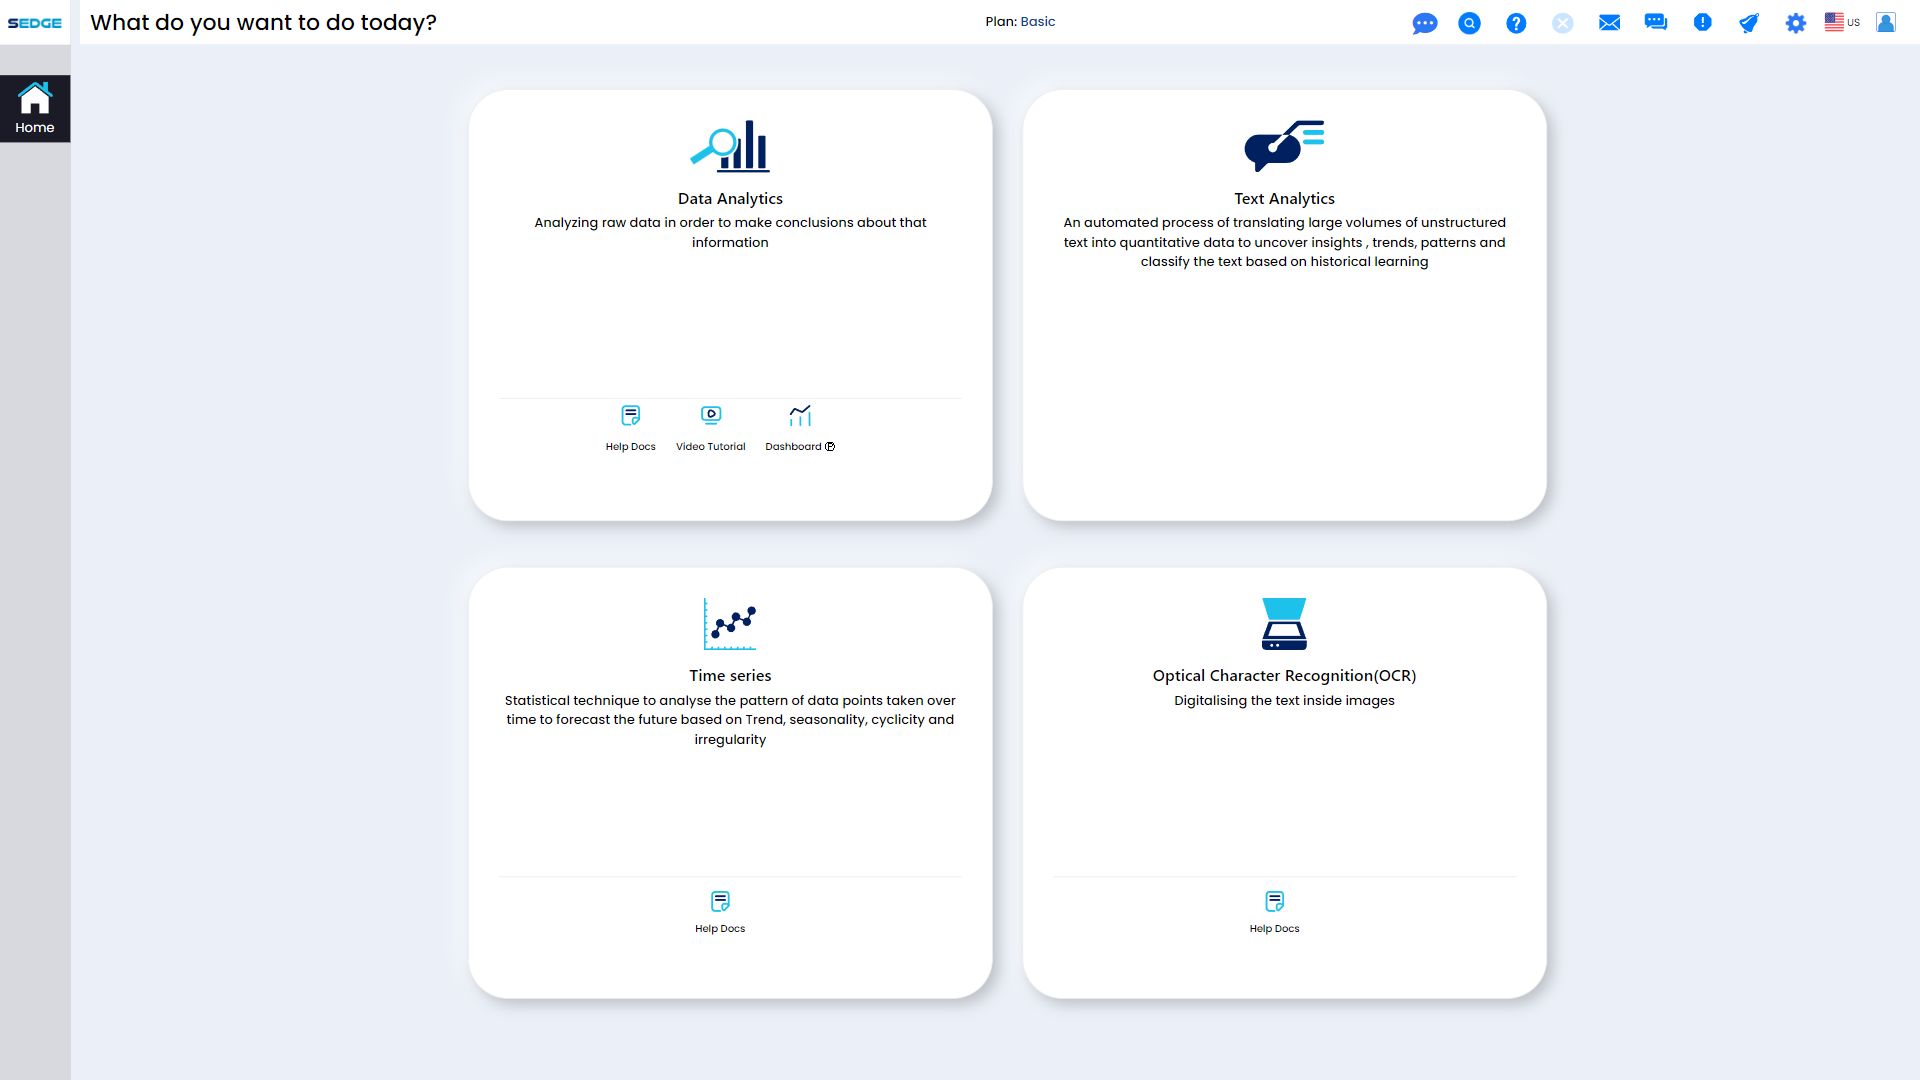 SEDGE
What do you want to do today?
Plan: Basic
US
Home
Data Analytics
Analyzing raw data in order to make conclusions about that
information
Help Docs
Video Tutorial
Dashboard Ⓟ
Text Analytics
An automated process of translating large volumes of unstructured
text into quantitative data to uncover insights , trends, patterns and
classify the text based on historical learning
Time series
Statistical technique to analyse the pattern of data points taken over
time to forecast the future based on Trend, seasonality, cyclicity and
irregularity
Help Docs
Optical Character Recognition(OCR)
Digitalising the text inside images
Help Docs